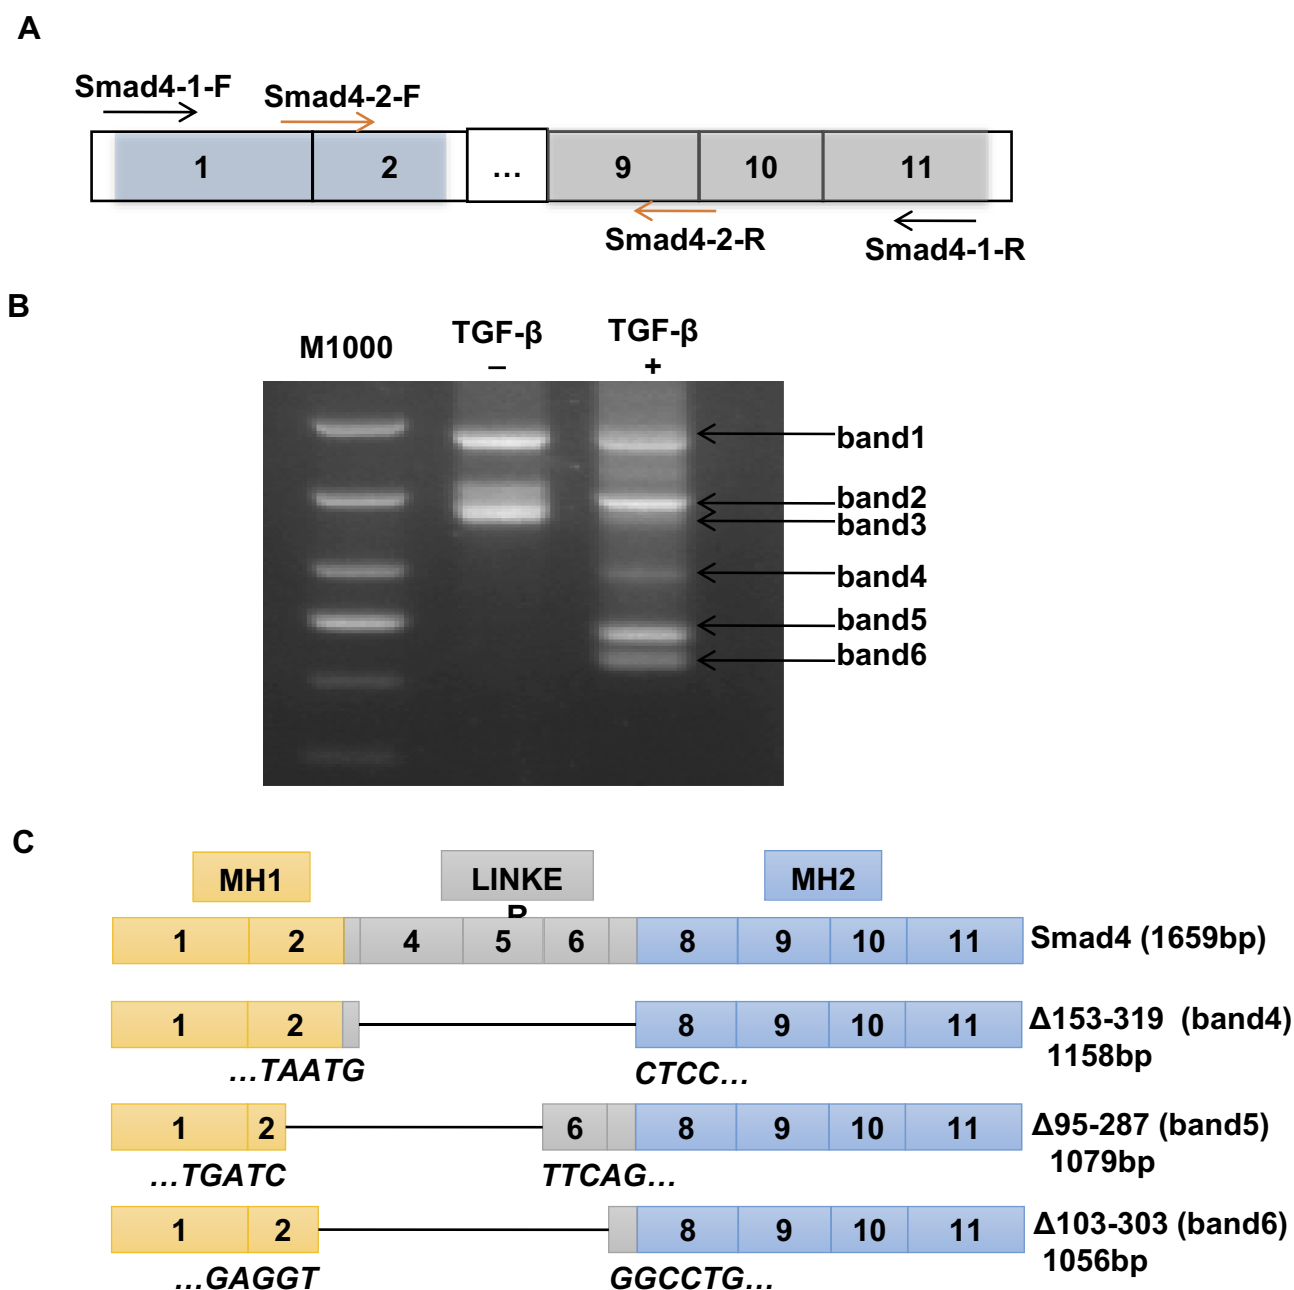 A
Smad4-1-F
Smad4-2-F
1 2 ... 9 10 11
Smad4-2-R
Smad4-1-R
B
M1000 TGF-β TGF-β
– +
band1
band2
band3
band4
band5
band6
C
MH1 LINKE MH2
1 2 4 5 6 8 9 10 11 Smad4 (1659bp)
1 2 8 9 10 11 Δ153-319 (band4)
1158bp
...TAATG CTCC...
1 2 6 8 9 10 11 Δ95-287 (band5)
1079bp
...TGATC TTCAG...
1 2 8 9 10 11 Δ103-303 (band6)
1056bp
...GAGGT GGCCTG...